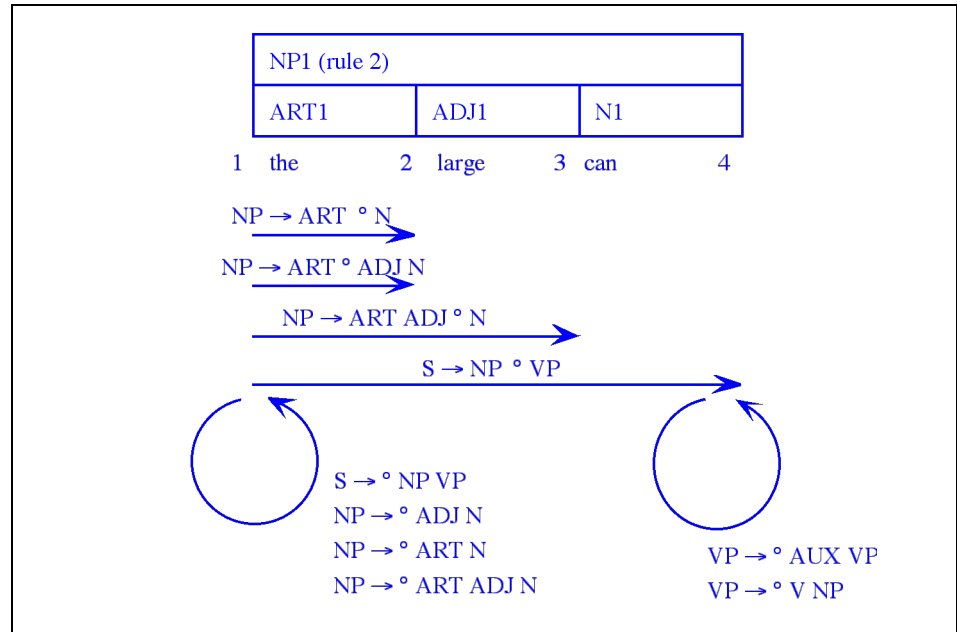 NP1 (rule 2)
ART1 ADJ1 N1
1 the 2 large 3 can 4
NP → ART ° N
NP → ART ° ADJ N
NP → ART ADJ ° N
S → NP ° VP
S → ° NP VP
NP → ° ADJ N
NP → ° ART N
NP → ° ART ADJ N
VP → ° AUX VP
VP → ° V NP